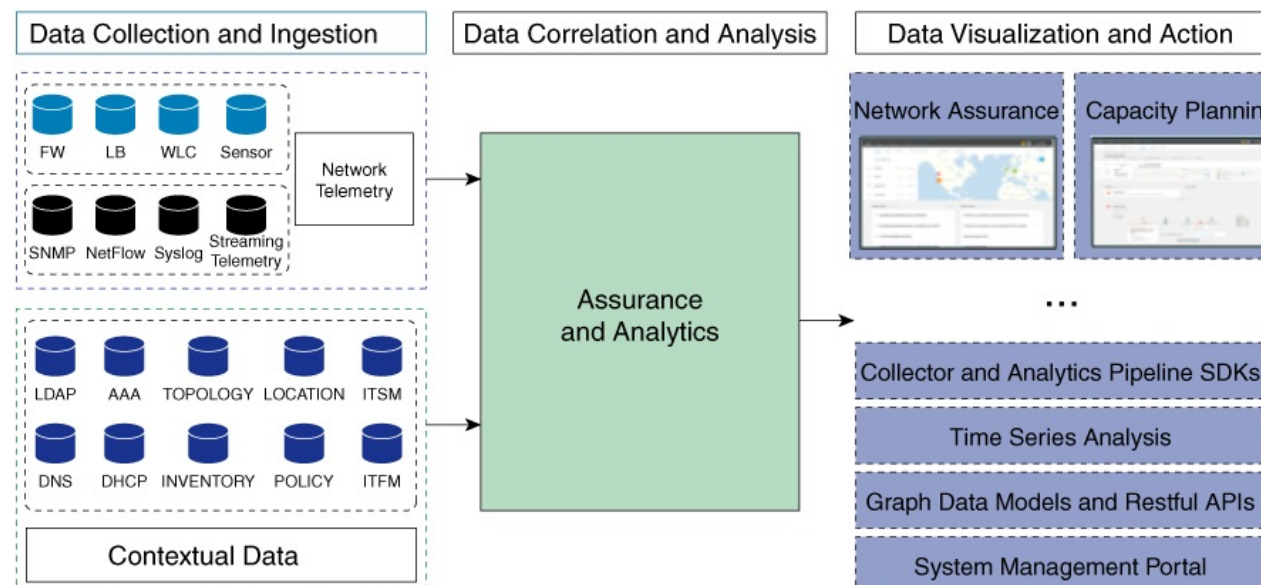 Data Collection and Ingestion
Data Correlation and Analysis
Data Visualization and Action
FW LB WLC Sensor
Network
Telemetry
SNMP NetFlow Syslog Streaming
Telemetry
LDAP AAA TOPOLOGY LOCATION ITSM
DNS DHCP INVENTORY POLICY ITFM
Contextual Data
Assurance
and Analytics
Network Assurance
Capacity Plannin
...
Collector and Analytics Pipeline SDKs
Time Series Analysis
Graph Data Models and Restful APIs
System Management Portal